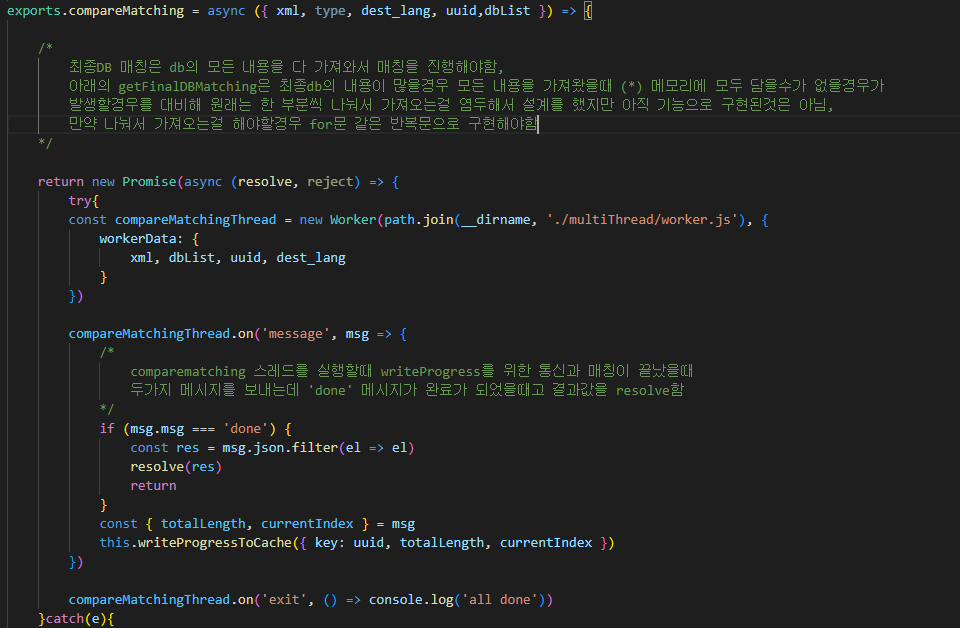 exports.compareMatching = async ({ xml, type, dest_lang, uuid,dbList }) => {
/*
최종DB 매칭은 db의 모든 내용을 다 가져와서 매칭을 진행해야함,
아래의 getFinalDBMatching은 최종db의 내용이 많을경우 모든 내용을 가져왔을때 (*) 메모리에 모두 담을수가 없을경우가
발생할경우를 대비해 원래는 한 부분씩 나눠서 가져오는걸 염두해서 설계를 했지만 아직 기능으로 구현된것은 아님,
만약 나눠서 가져오는걸 해야할경우 for문 같은 반복문으로 구현해야함
*/
return new Promise(async (resolve, reject) => {
try{
const compareMatchingThread = new Worker(path.join(__dirname, './multiThread/worker.js'), {
workerData: {
xml, dbList, uuid, dest_lang
}
})
compareMatchingThread.on('message', msg => {
/*
comparematching 스레드를 실행할때 writeProgress를 위한 통신과 매칭이 끝났을때
두가지 메시지를 보내는데 'done' 메시지가 완료가 되었을때고 결과값을 resolve함
*/
if (msg.msg === 'done') {
const res = msg.json.filter(el => el)
resolve(res)
return
}
const { totalLength, currentIndex } = msg
this.writeProgressToCache({ key: uuid, totalLength, currentIndex })
})
compareMatchingThread.on('exit', () => console.log('all done'))
}catch(e){